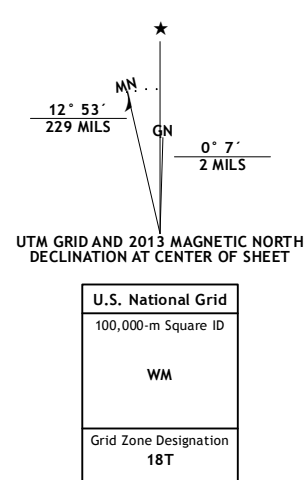 ★
MN
12° 53´
229 MILS
GN
0° 7´
2 MILS
UTM GRID AND 2013 MAGNETIC NORTH
DECLINATION AT CENTER OF SHEET
U.S. National Grid
100,000-m Square ID
WM
Grid Zone Designation
18T